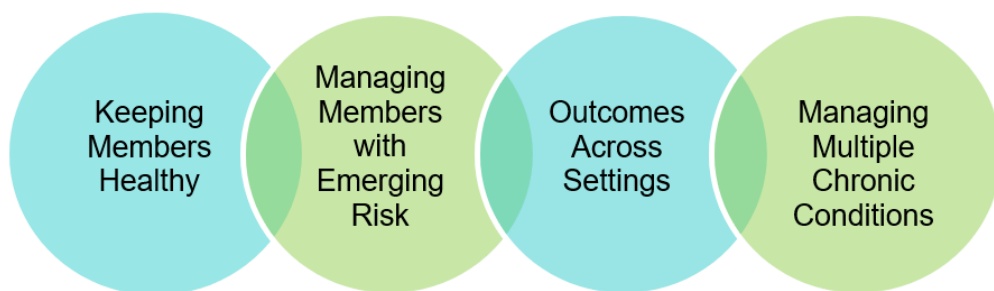 Keeping
Members
Healthy
Managing
Members
with
Emerging
Risk
Outcomes
Across
Settings
Managing
Multiple
Chronic
Conditions